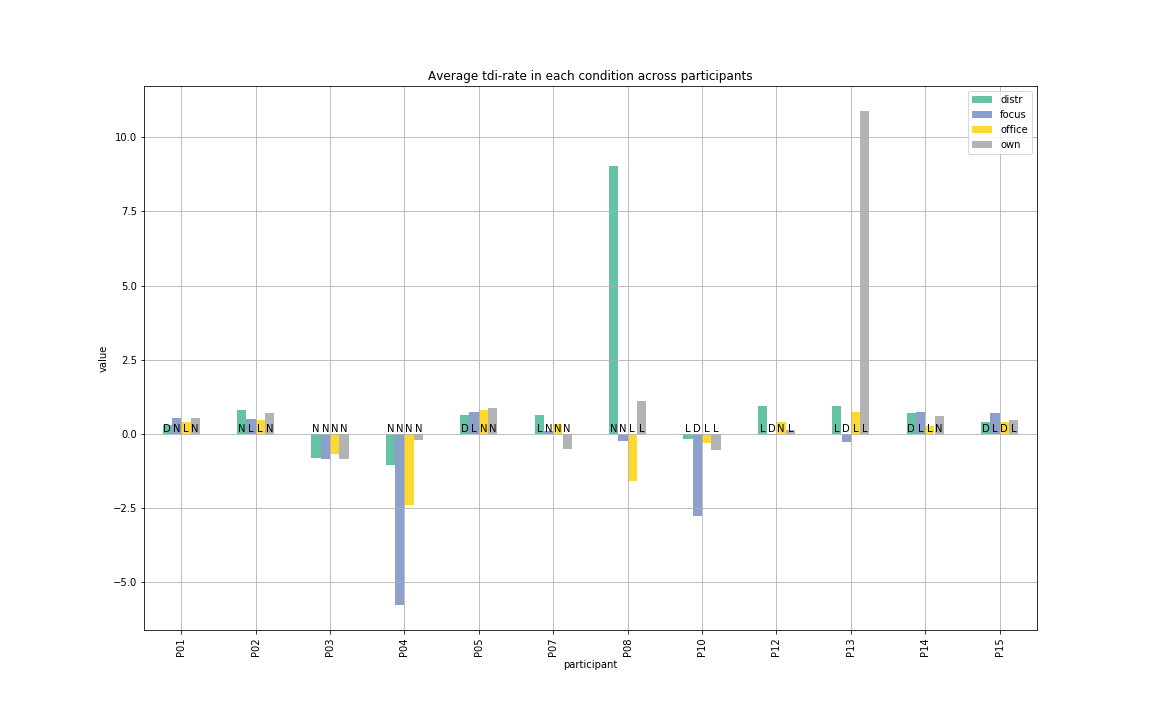 Average tdi-rate in each condition across participants
distr
focus
office
own
value
10.0
7.5
5.0
2.5
0.0
−2.5
−5.0
D N L N
N L L N
N N N N
N N N N
D L N N
L N N N
N N L L
L D L L
L D N L
L D L L
D L L N
D L D L
P01
P02
P03
P04
P05
P07
P08
P10
P12
P13
P14
P15
participant